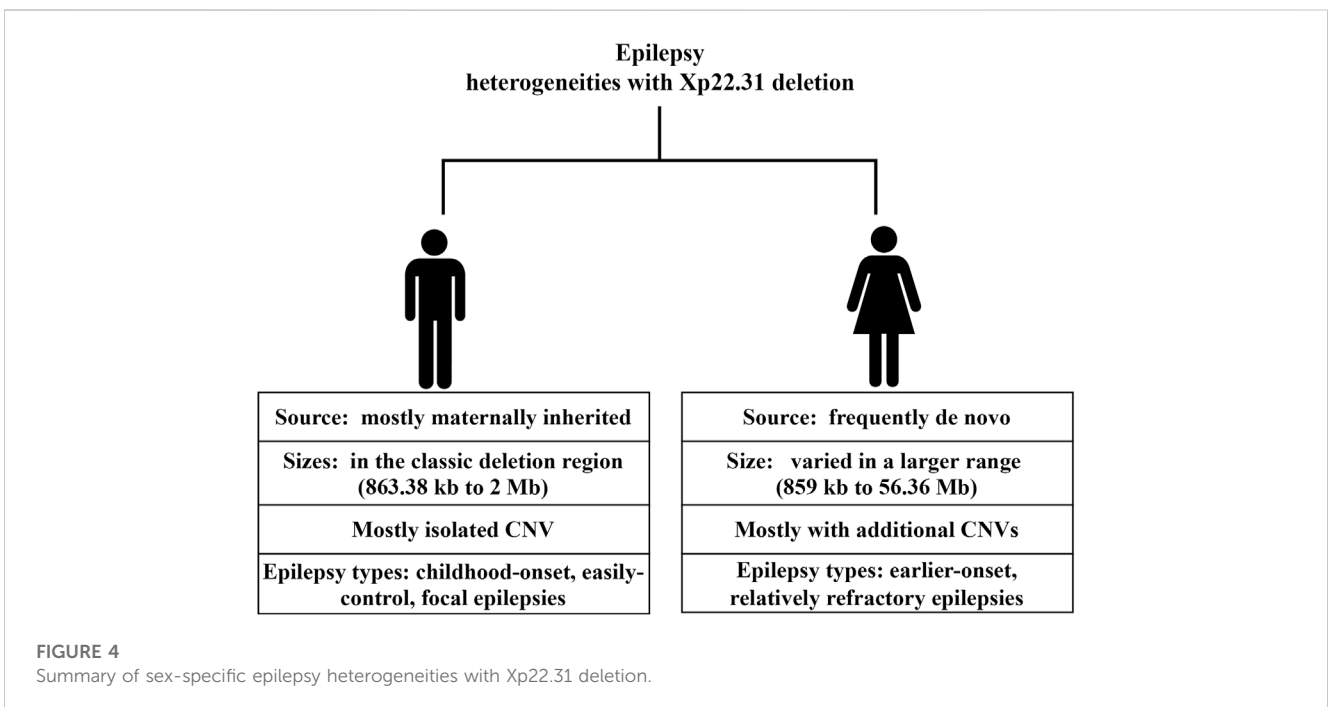 Epilepsy
heterogeneities with Xp22.31 deletion
Source: mostly maternally inherited
Sizes: in the classic deletion region
(863.38 kb to 2 Mb)
Mostly isolated CNV
Epilepsy types: childhood-onset, easily-
control, focal epilepsies
Source: frequently de novo
Size: varied in a larger range
(859 kb to 56.36 Mb)
Mostly with additional CNVs
Epilepsy types: earlier-onset,
relatively refractory epilepsies
FIGURE 4
Summary of sex-specific epilepsy heterogeneities with Xp22.31 deletion.